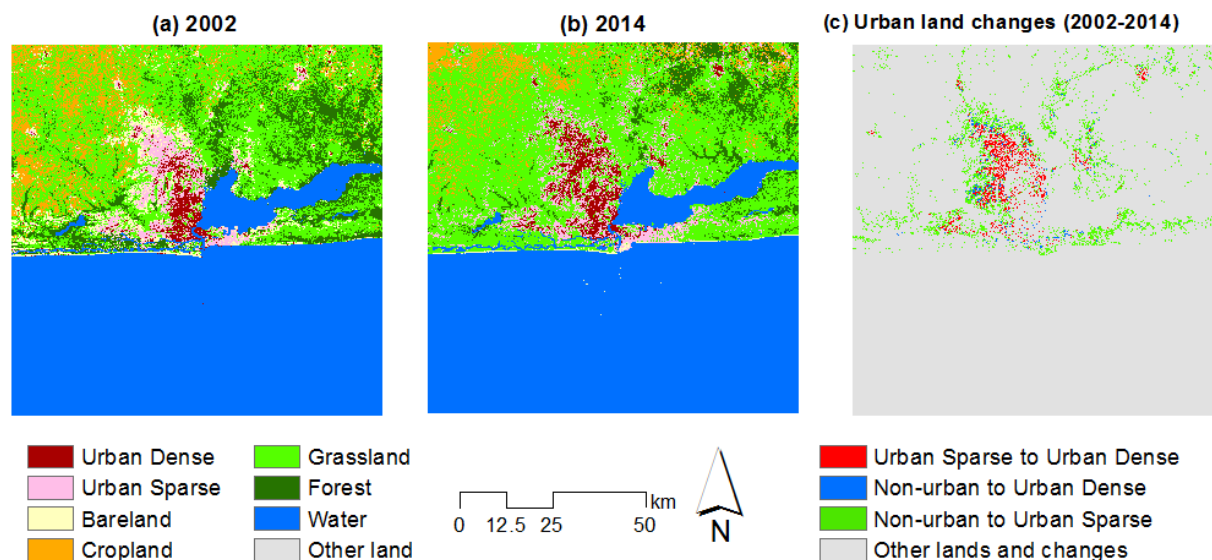 (a) 2002
(b) 2014
(c) Urban land changes (2002-2014)
Urban Dense
Urban Sparse
Bareland
Cropland
Grassland
Forest
Water
Other land
km
0 12.5 25 50
N
Urban Sparse to Urban Dense
Non-urban to Urban Dense
Non-urban to Urban Sparse
Other lands and changes